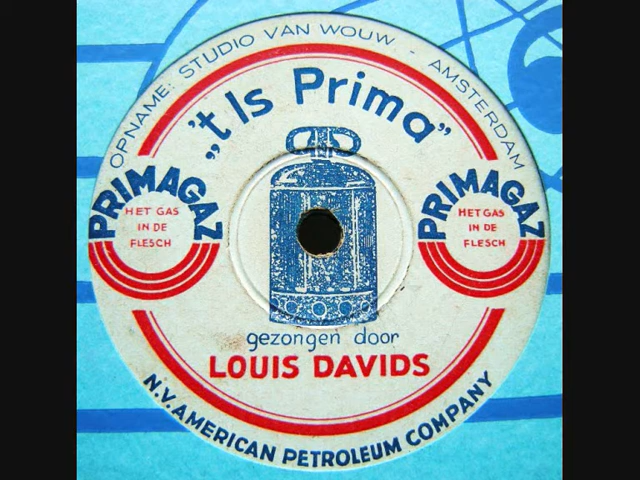 OPNAME: STUDIO VAN WOUW - AMSTERDAM
„'t Is Prima”
PRIMAGAZ
HET GAS
IN DE
FLESCH
PRIMAGAZ
HET GAS
IN DE
FLESCH
gezongen door
LOUIS DAVIDS
N.V. AMERICAN PETROLEUM COMPANY